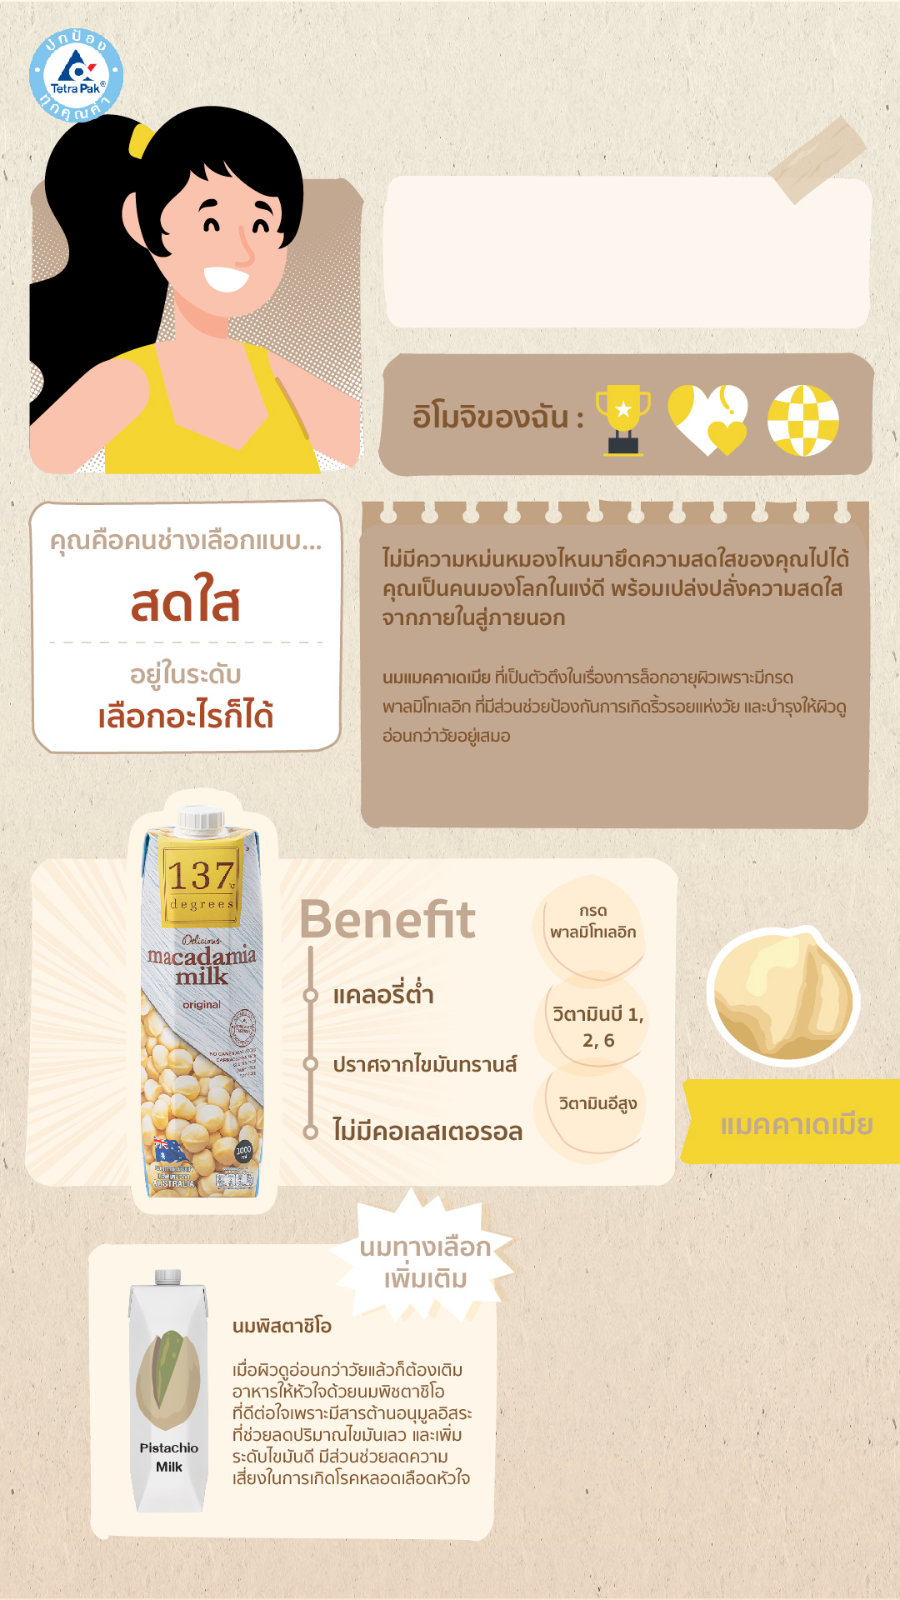 ปกป้อง
Tetra Pak®
ทุกคุณค่า
อิโมจิของฉัน :
คุณคือคนช่างเลือกแบบ...
สดใส
อยู่ในระดับ
เลือกอะไรก็ได้
ไม่มีความหม่นหมองไหนมายึดความสดใสของคุณไปได้
คุณเป็นคนมองโลกในแง่ดี พร้อมเปล่งปลั่งความสดใส
จากภายในสู่ภายนอก
นมแมคคาเดเมีย ที่เป็นตัวตึงในเรื่องการล็อกอายุผิวเพราะมีกรด
พาลมิโทเลอิก ที่มีส่วนช่วยป้องกันการเกิดริ้วรอยแห่งวัย และบำรุงให้ผิวดู
อ่อนกว่าวัยอยู่เสมอ
137
degrees
Delicious
macadamia
milk
original
1000
ml
AUSTRALIA
Benefit
แคลอรี่ต่ำ
ปราศจากไขมันทรานส์
ไม่มีคอเลสเตอรอล
กรด
พาลมิโทเลอิก
วิตามินบี 1,
2, 6
วิตามินอีสูง
แมคคาเดเมีย
นมทางเลือก
เพิ่มเติม
Pistachio
Milk
นมพิสตาชิโอ
เมื่อผิวดูอ่อนกว่าวัยแล้วก็ต้องเติม
อาหารให้หัวใจด้วยนมพิชตาชิโอ
ที่ดีต่อใจเพราะมีสารต้านอนุมูลอิสระ
ที่ช่วยลดปริมาณไขมันเลว และเพิ่ม
ระดับไขมันดี มีส่วนช่วยลดความ
เสี่ยงในการเกิดโรคหลอดเลือดหัวใจ